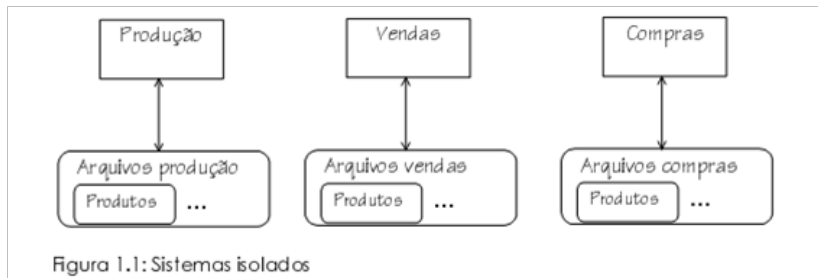 Produção
Vendas
Compras
Arquivos produção
Produtos ...
Arquivos vendas
Produtos ...
Arquivos compras
Produtos ...
Figura 1.1: Sistemas isolados